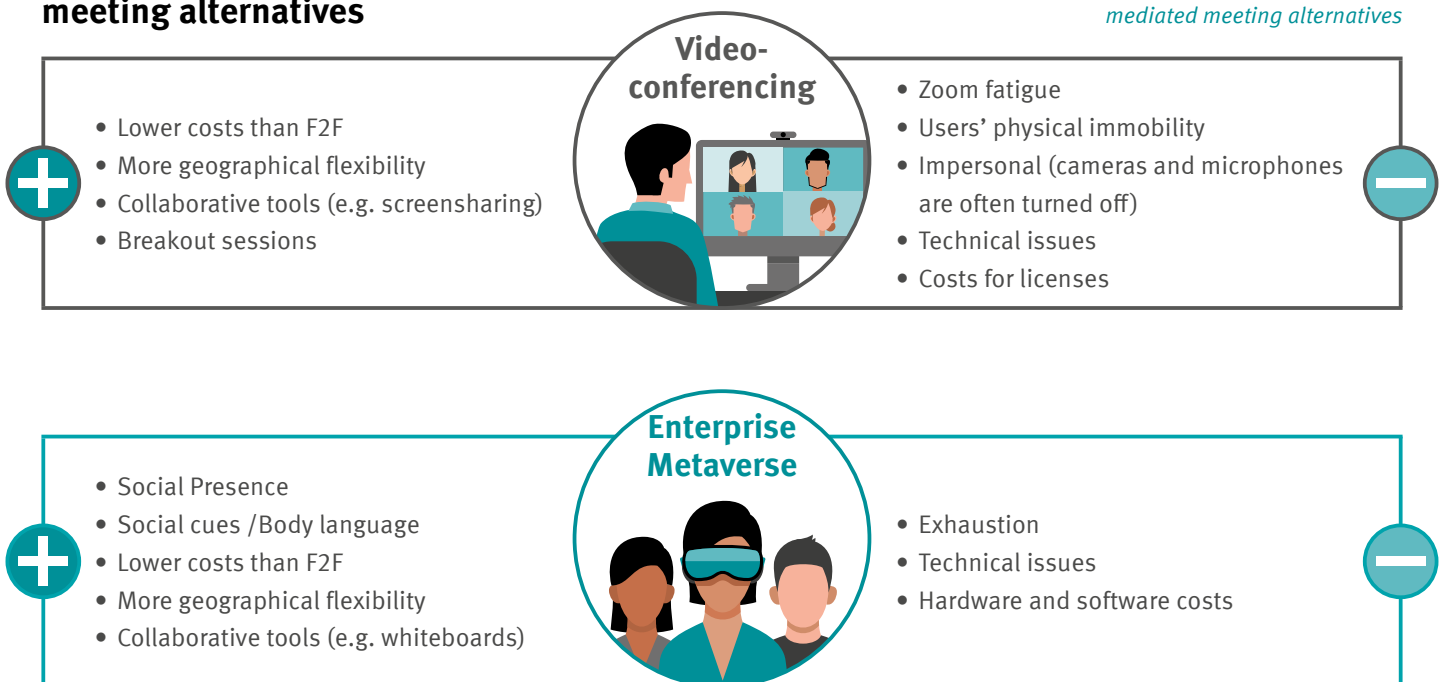 meeting alternatives
mediated meeting alternatives
Video-
conferencing
• Lower costs than F2F
• More geographical flexibility
• Collaborative tools (e.g. screensharing)
• Breakout sessions
• Zoom fatigue
• Users’ physical immobility
• Impersonal (cameras and microphones
are often turned off)
• Technical issues
• Costs for licenses
Enterprise
Metaverse
• Social Presence
• Social cues /Body language
• Lower costs than F2F
• More geographical flexibility
• Collaborative tools (e.g. whiteboards)
• Exhaustion
• Technical issues
• Hardware and software costs